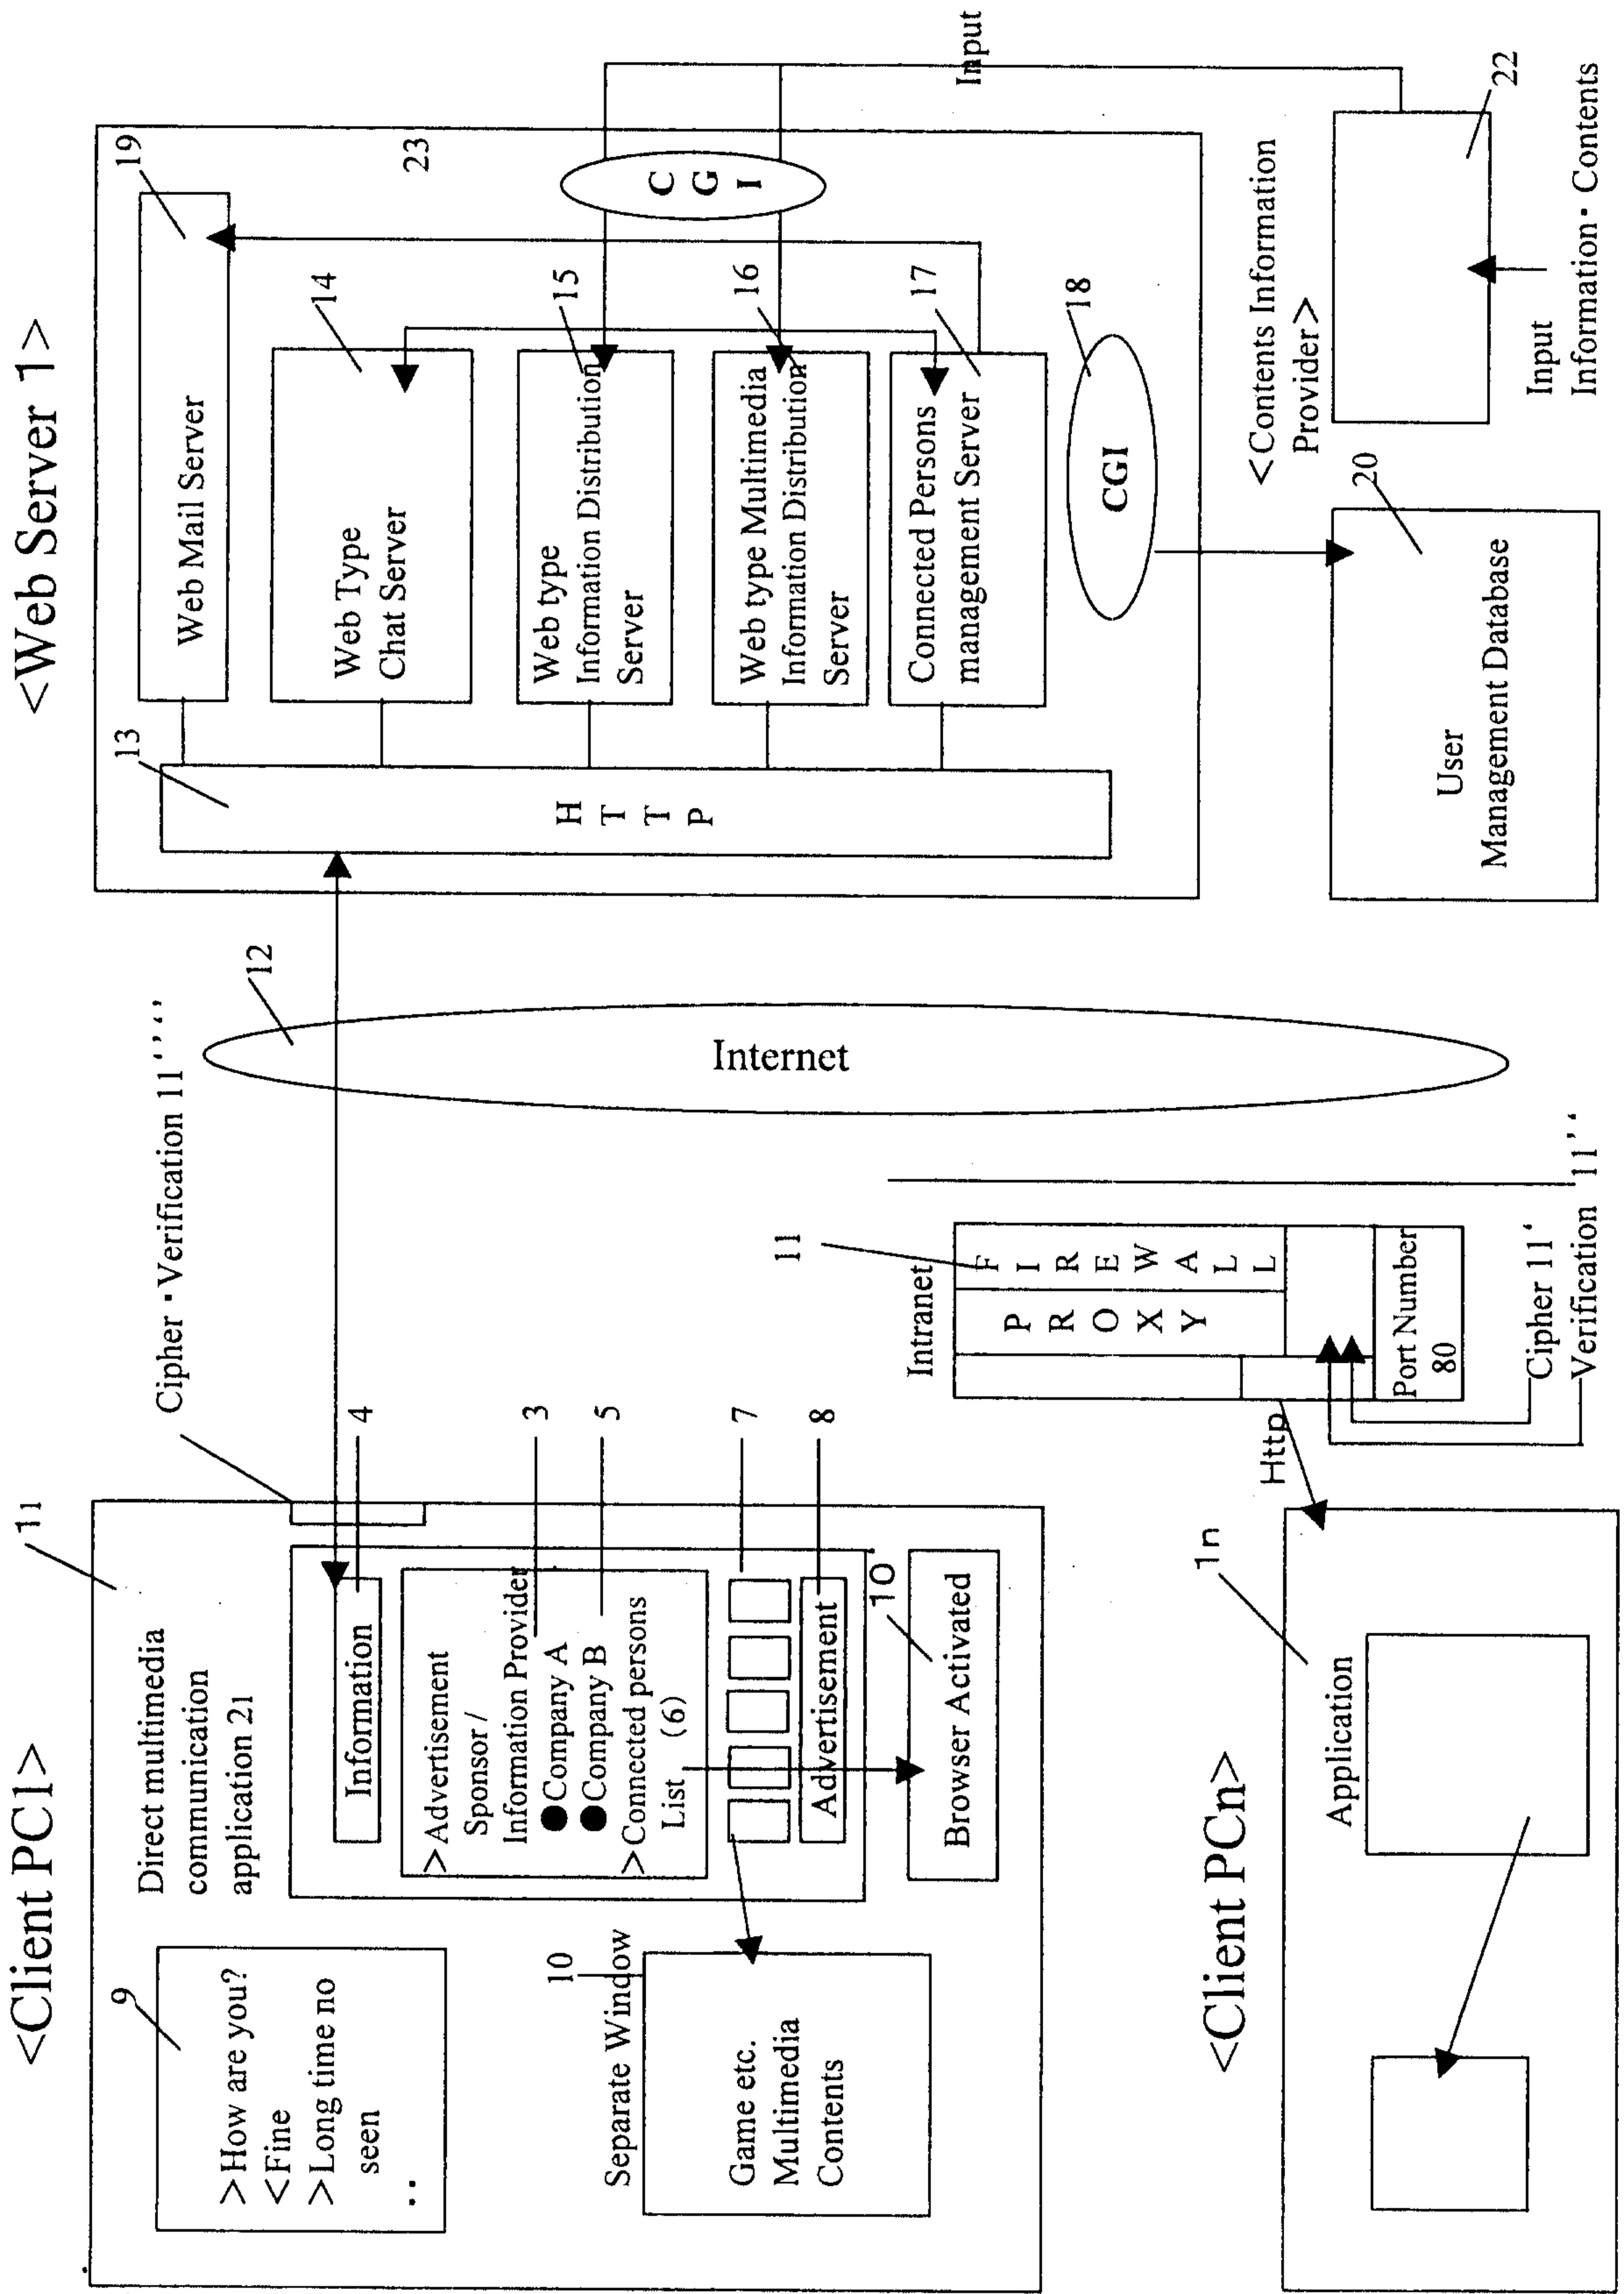 <Client PC1>
11
Direct multimedia
communication
application 21
9
>How are you?
<Fine
>Long time no
seen
..
Cipher・Verification 11''''
Information
4
>Advertisement
Sponsor /
Information Provider
●Company A
●Company B
>Connected persons
List (6)
3
5
7
Advertisement
8
10
Browser Activated
Separate Window
10
Game etc.
Multimedia
Contents
<Client PCn>
1n
Application
Http
Intranet
11
PROXY
FIREWALL
Port Number
80
Cipher 11'
Verification 11''
12
Internet
<Web Server 1>
13
HTTP
19
Web Mail Server
14
Web Type
Chat Server
15
Web type
Information Distribution
Server
16
Web type Multimedia
Information Distribution
Server
17
Connected Persons
management Server
23
CGI
18
CGI
Input
20
User
Management Database
<Contents Information
Provider>
22
Input
Information・Contents